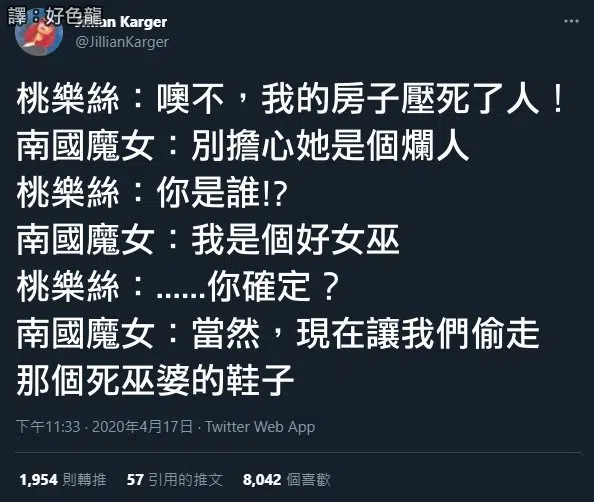 譯：好色龍
Jillian Karger
@JillianKarger
桃樂絲：噢不，我的房子壓死了人！
南國魔女：別擔心她是個爛人
桃樂絲：你是誰!?
南國魔女：我是個好女巫
桃樂絲：......你確定？
南國魔女：當然，現在讓我們偷走
那個死巫婆的鞋子
下午11:33 · 2020年4月17日 · Twitter Web App
1,954 則轉推 57 引用的推文 8,042 個喜歡